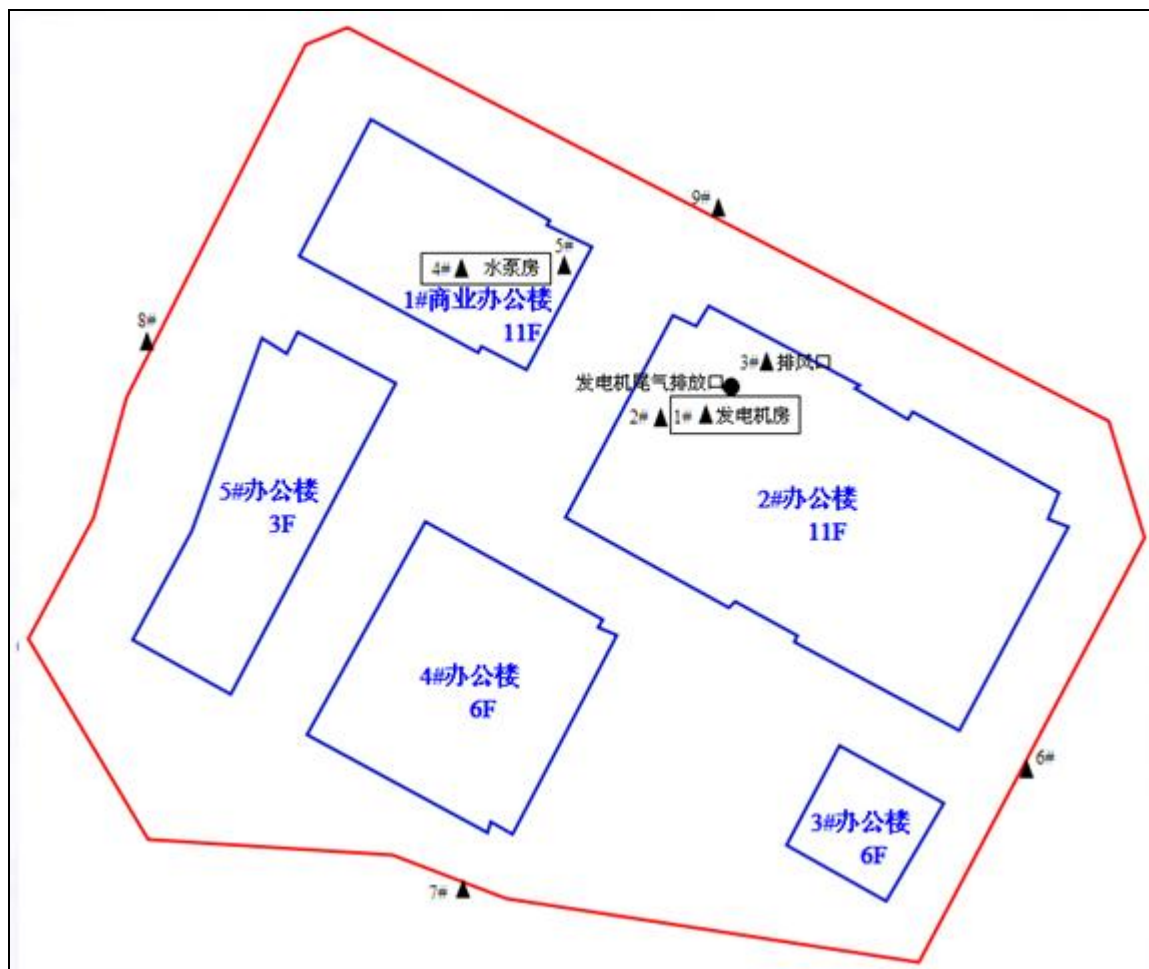 9#
5#
4# 水泵房
1#商业办公楼
11F
8#
3# 排风口
发电机尾气排放口
2# 1# 发电机房
5#办公楼
3F
2#办公楼
11F
4#办公楼
6F
6#
3#办公楼
6F
7#